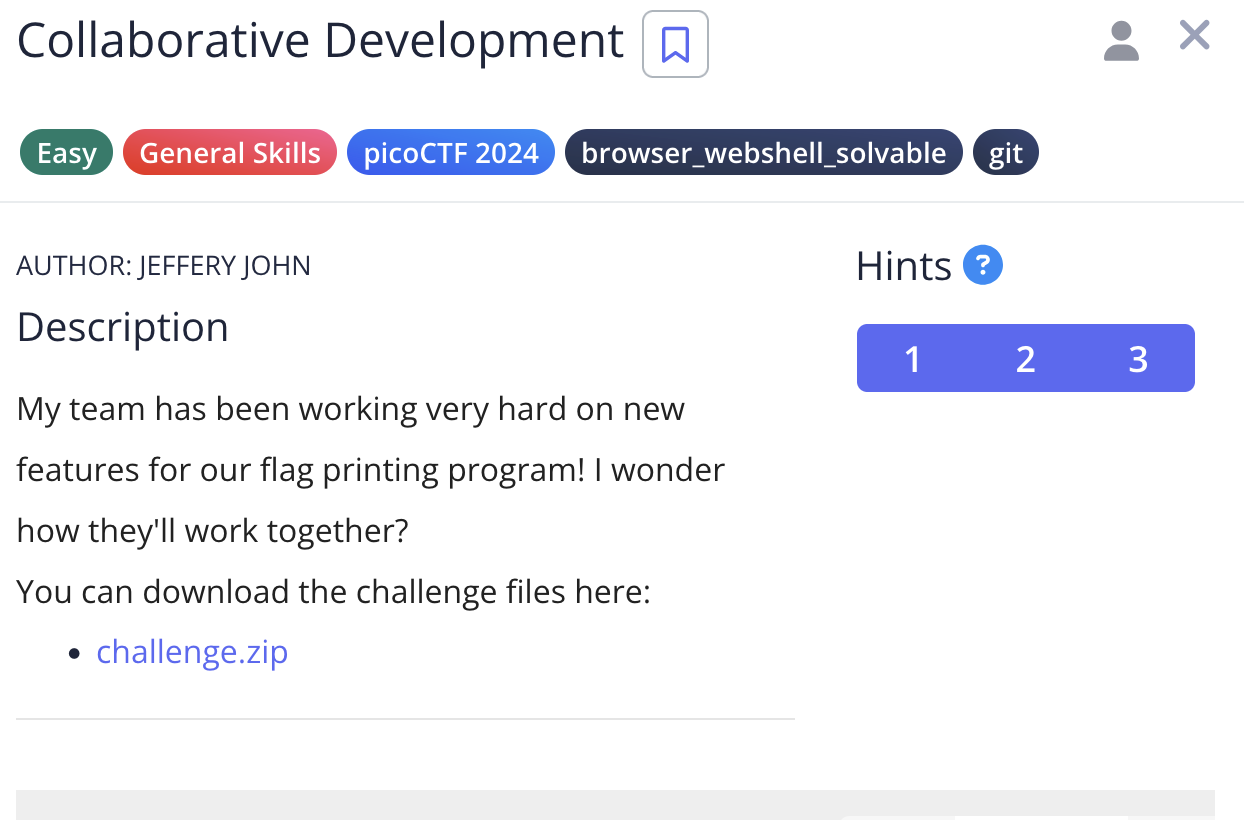 Collaborative Development
Easy General Skills picoCTF 2024 browser_webshell_solvable git
AUTHOR: JEFFERY JOHN
Hints ?
Description
1 2 3
My team has been working very hard on new
features for our flag printing program! I wonder
how they'll work together?
You can download the challenge files here:
challenge.zip